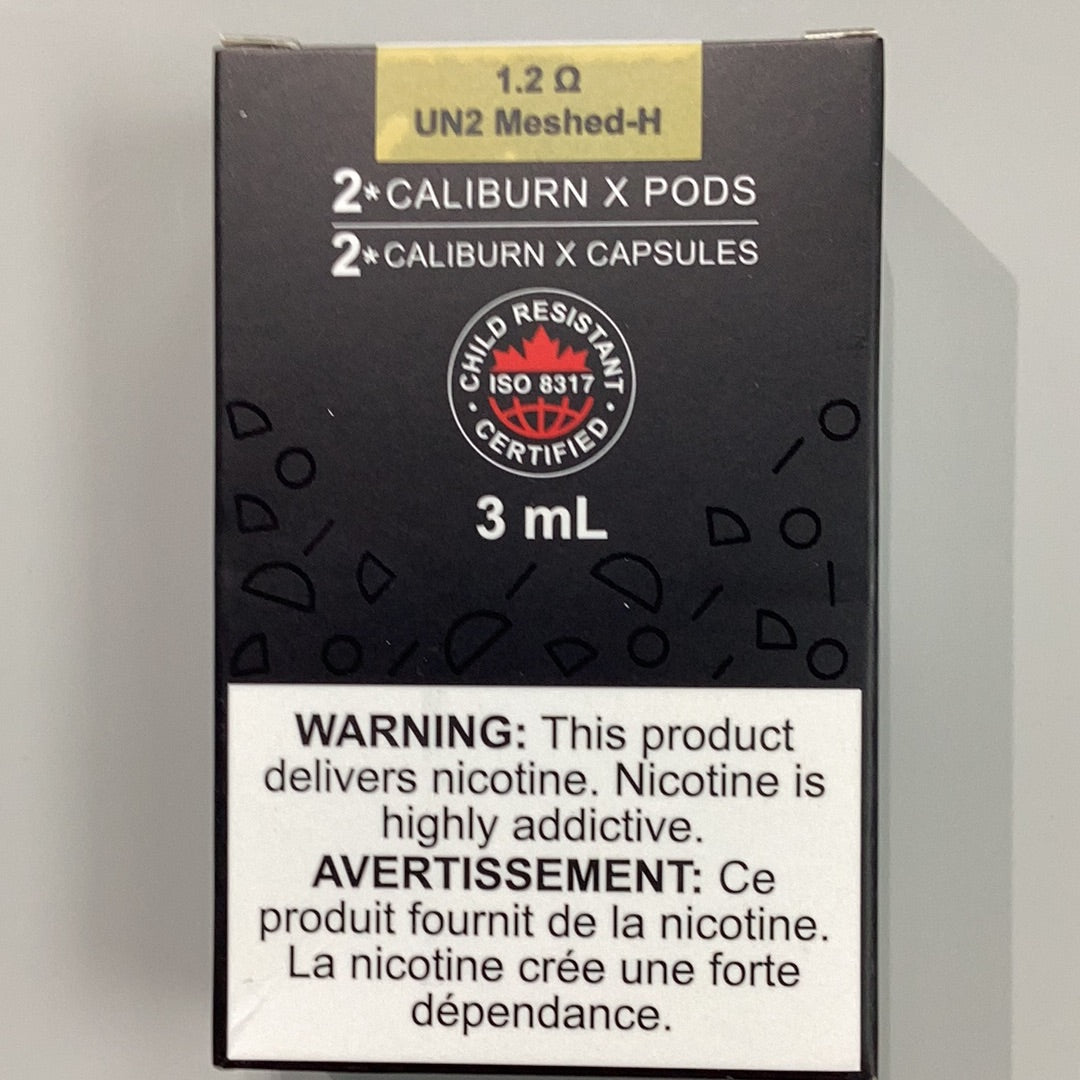 1.2 Ω
UN2 Meshed-H
2*CALIBURN X PODS
2*CALIBURN X CAPSULES
CHILD RESISTANT
ISO 8317
• CERTIFIED •
3 mL
WARNING: This product
delivers nicotine. Nicotine is
highly addictive.
AVERTISSEMENT: Ce
produit fournit de la nicotine.
La nicotine crée une forte
dépendance.